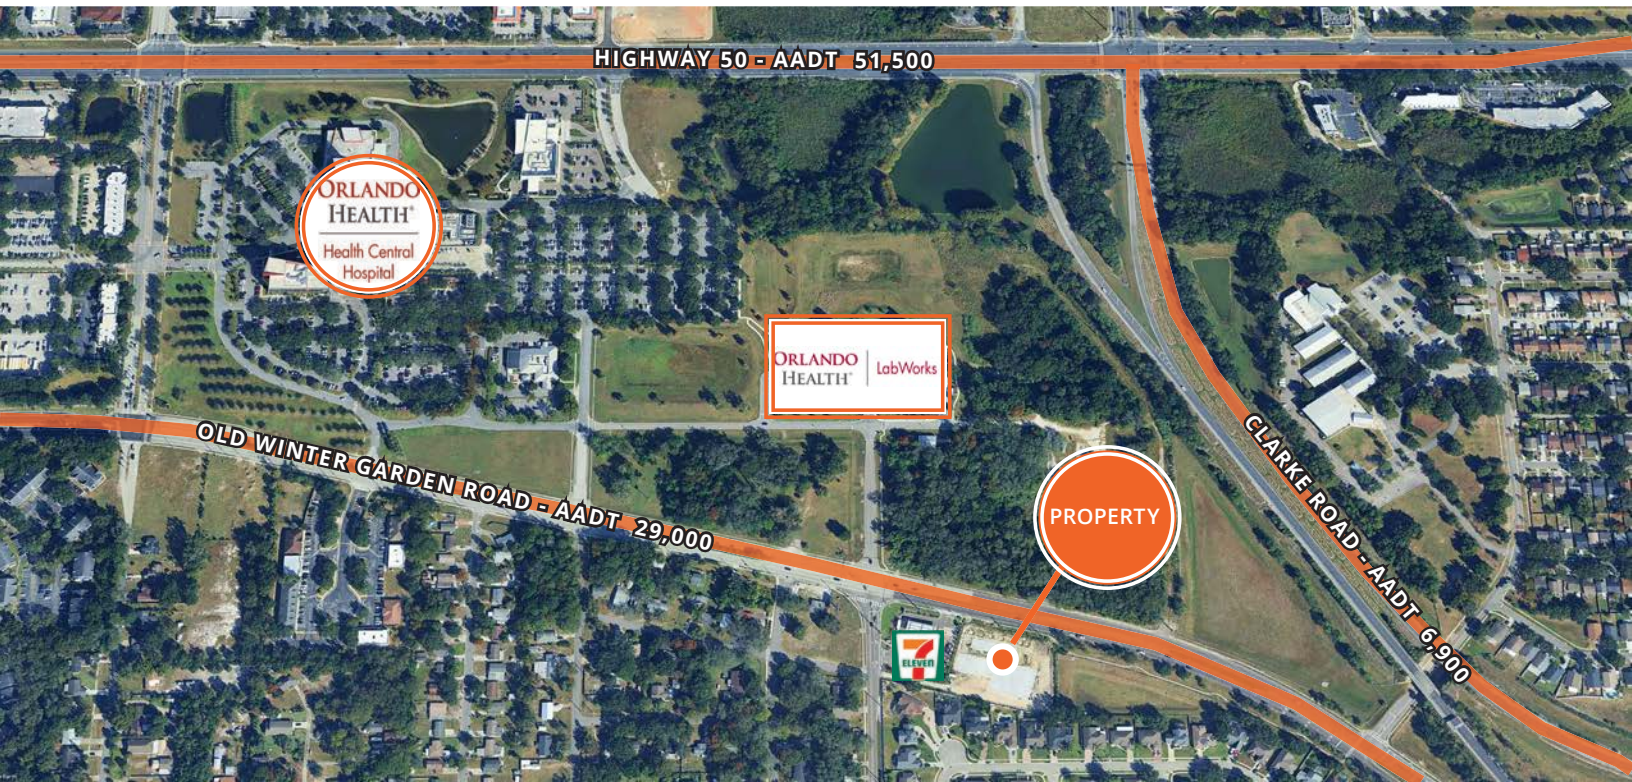 HIGHWAY 50 - AADT 51,500
ORLANDO
HEALTH®
Health Central
Hospital
ORLANDO
HEALTH®
LabWorks
OLD WINTER GARDEN ROAD - AADT 29,000
CLARKE ROAD - AADT 6,900
PROPERTY
7
ELEVEN